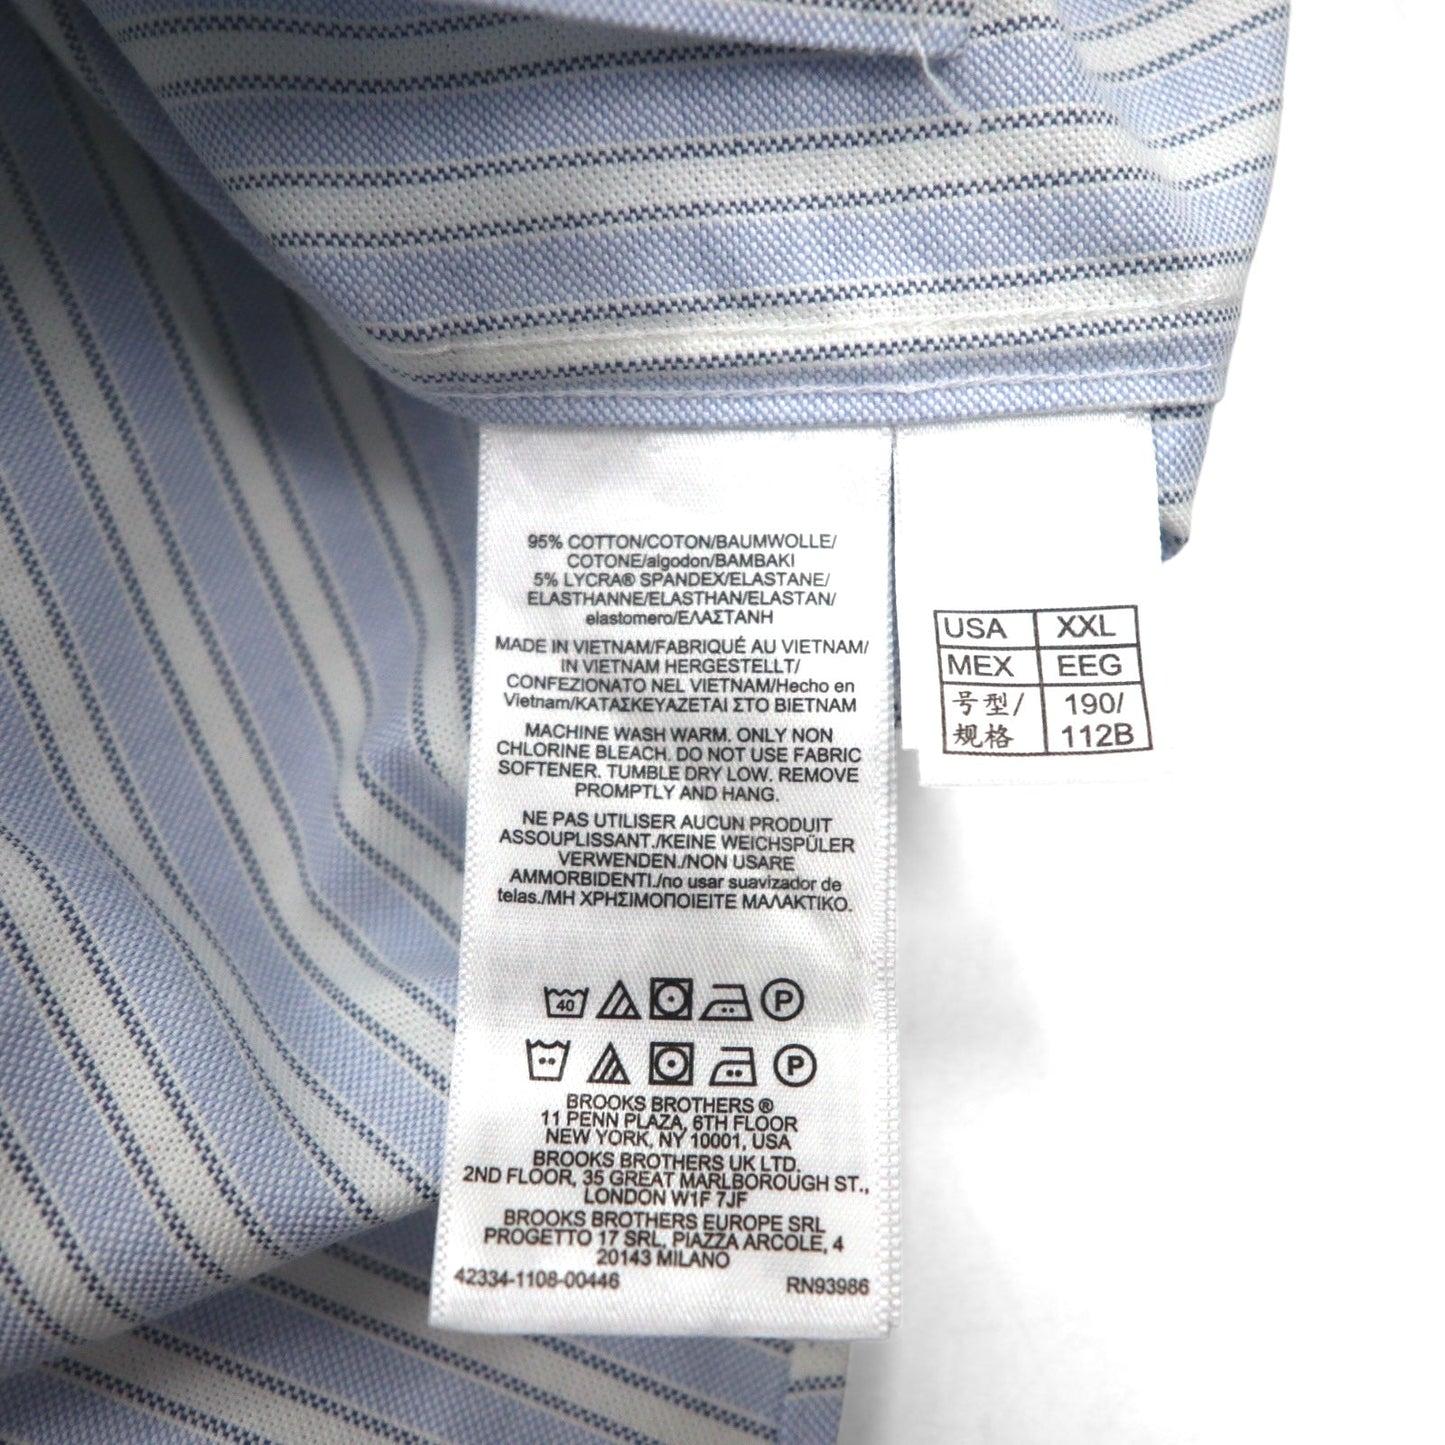 95% COTTON/COTON/BAUMWOLLE/
COTONE/algodon/BAMBAKI
5% LYCRA® SPANDEX/ELASTANE/
ELASTHANNE/ELASTHAN/ELASTAN/
elastomero/ΕΛΑΣΤΑΝΗ
MADE IN VIETNAM/FABRIQUÉ AU VIETNAM/
IN VIETNAM HERGESTELLT/
CONFEZIONATO NEL VIETNAM/Hecho en
Vietnam/ΚΑΤΑΣΚΕΥΑΖΕΤΑΙ ΣΤΟ ΒΙΕΤΝΑΜ
MACHINE WASH WARM. ONLY NON
CHLORINE BLEACH. DO NOT USE FABRIC
SOFTENER. TUMBLE DRY LOW. REMOVE
PROMPTLY AND HANG.
NE PAS UTILISER AUCUN PRODUIT
ASSOUPLISSANT./KEINE WEICHSPÜLER
VERWENDEN./NON USARE
AMMORBIDENTI./no usar suavizador de
telas./ΜΗ ΧΡΗΣΙΜΟΠΟΙΕΙΤΕ ΜΑΛΑΚΤΙΚΟ.
40 P
P
BROOKS BROTHERS ®
11 PENN PLAZA, 6TH FLOOR
NEW YORK, NY 10001, USA
BROOKS BROTHERS UK LTD.
2ND FLOOR, 35 GREAT MARLBOROUGH ST.,
LONDON W1F 7JF
BROOKS BROTHERS EUROPE SRL
PROGETTO 17 SRL, PIAZZA ARCOLE, 4
20143 MILANO
42334-1108-00446 RN93986
USA XXL
MEX EEG
号型/ 190/
规格 112B